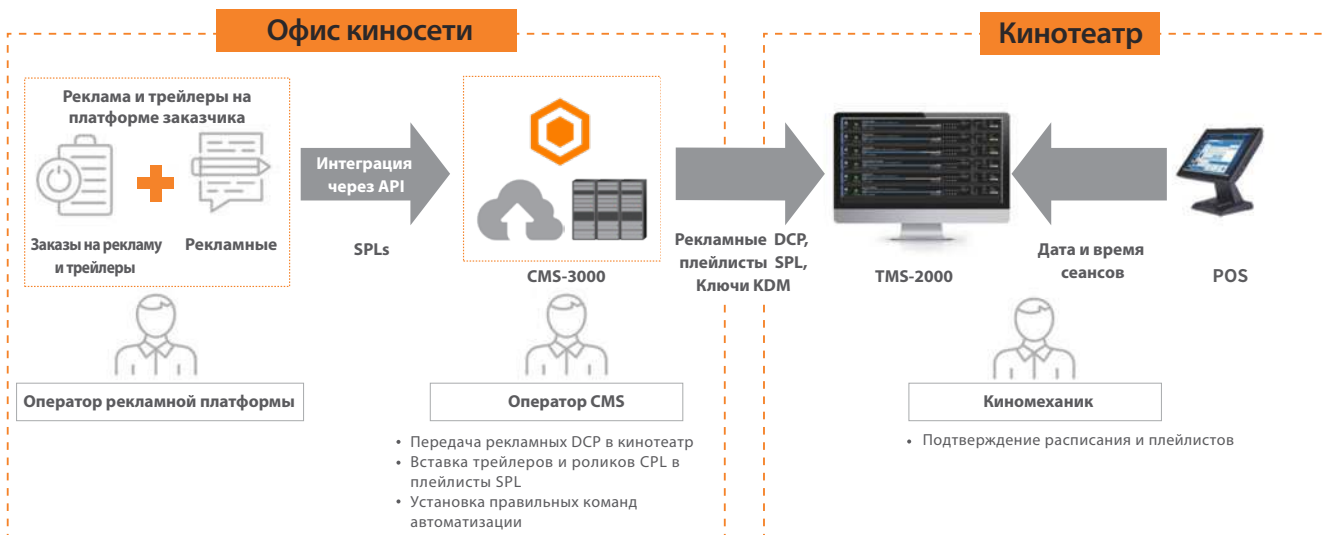 Офис киносети
Кинотеатр
Реклама и трейлеры на
платформе заказчика
Заказы на рекламу
и трейлеры
Рекламные
Интеграция
через API
SPLs
CMS-3000
Рекламные DCP,
плейлисты SPL,
Ключи KDM
TMS-2000
Дата и время
сеансов
POS
Оператор рекламной платформы
Оператор CMS
• Передача рекламных DCP в кинотеатр
• Вставка трейлеров и роликов CPL в
плейлисты SPL
• Установка правильных команд
автоматизации
Киномеханик
• Подтверждение расписания и плейлистов